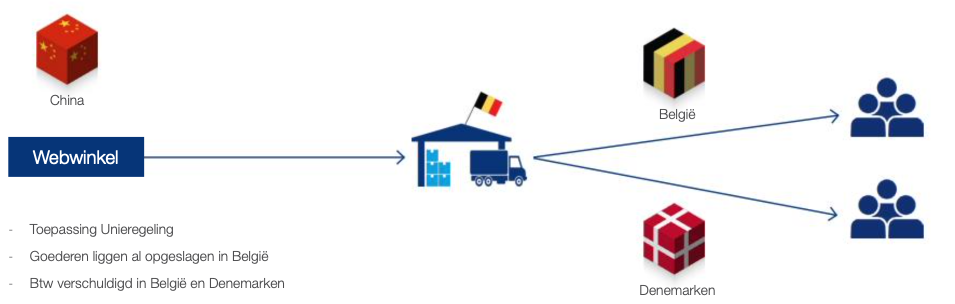 China
België
Webwinkel
- Toepassing Unieregeling
- Goederen liggen al opgeslagen in België
- Btw verschuldigd in België en Denemarken
Denemarken